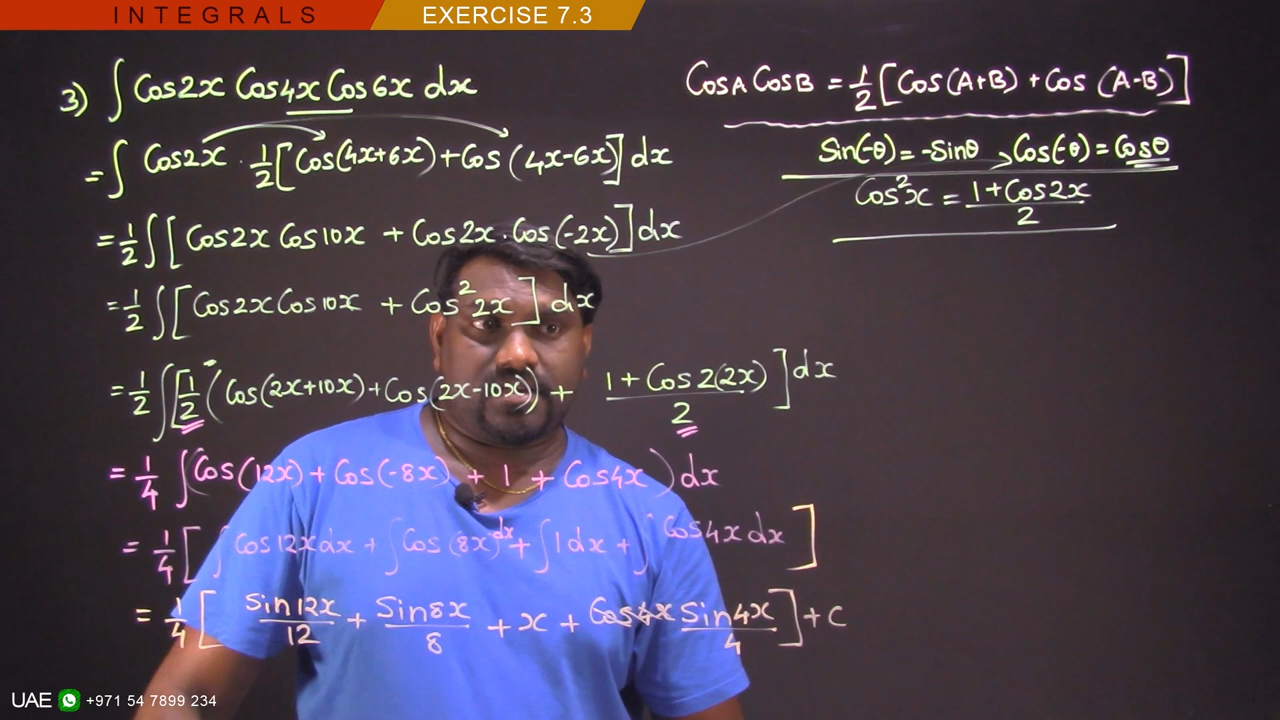 INTEGRALS EXERCISE 7.3
3) ∫ Cos2x Cos4x Cos6x dx
= ∫ Cos2x · 1/2 [Cos(4x+6x) + Cos (4x-6x)] dx
= 1/2 ∫ [Cos2x Cos10x + Cos2x · Cos(-2x)] dx
= 1/2 ∫ [Cos2x Cos10x + Cos² 2x] dx
= 1/2 ∫ [1/2 (Cos(2x+10x) + Cos(2x-10x)) + (1 + Cos2(2x))/2] dx
= 1/4 ∫ (Cos(12x) + Cos(-8x) + 1 + Cos4x) dx
= 1/4 [∫ Cos12x dx + ∫ Cos(8x) dx + ∫ 1 dx + ∫ Cos4x dx]
= 1/4 [Sin12x/12 + Sin8x/8 + x + Sin4x/4] + C
CosA CosB = 1/2 [Cos(A+B) + Cos (A-B)]
Sin(-θ) = -Sinθ → Cos(-θ) = Cosθ
Cos²x = (1 + Cos2x)/2
UAE +971 54 7899 234